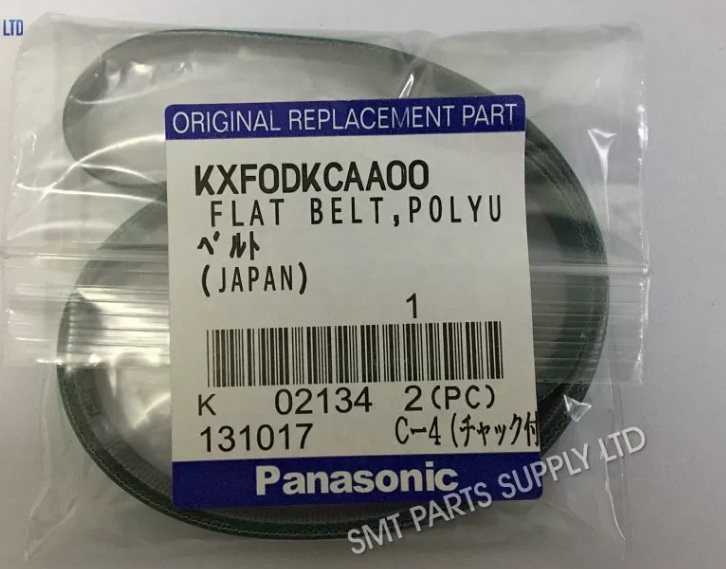 LTD
ORIGINAL REPLACEMENT PART
KXF0DKCAA00
FLAT BELT,POLYU
ベルト
(JAPAN)
1
K 02134 2(PC)
131017 C-4(チャック付
Panasonic
SMT PARTS SUPPLY LTD